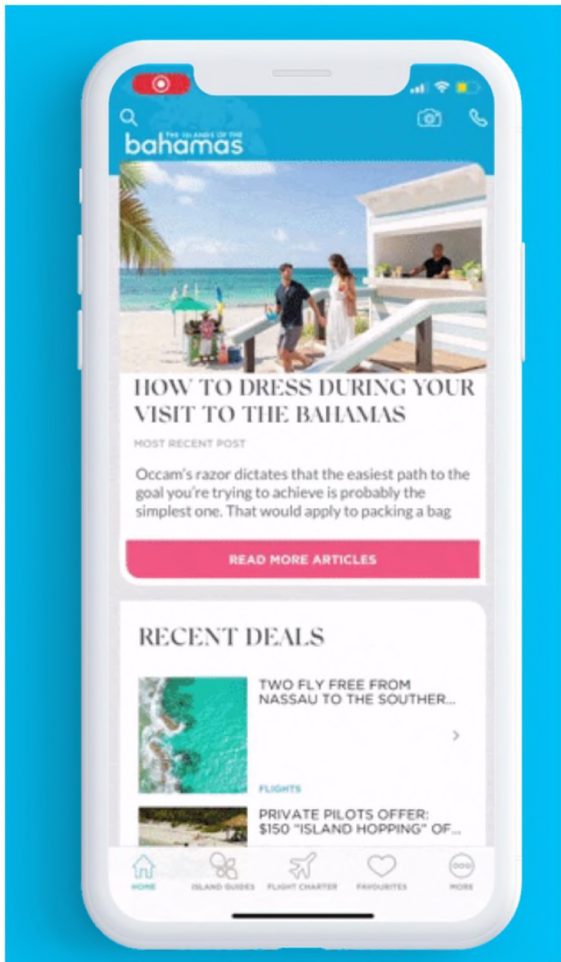 THE ISLANDS OF THE
bahamas
HOW TO DRESS DURING YOUR
VISIT TO THE BAHAMAS
MOST RECENT POST
Occam's razor dictates that the easiest path to the
goal you're trying to achieve is probably the
simplest one. That would apply to packing a bag
READ MORE ARTICLES
RECENT DEALS
TWO FLY FREE FROM
NASSAU TO THE SOUTHER...
FLIGHTS
PRIVATE PILOTS OFFER:
$150 "ISLAND HOPPING" OF...
HOME
ISLAND GUIDES
FLIGHT CHARTER
FAVOURITES
MORE